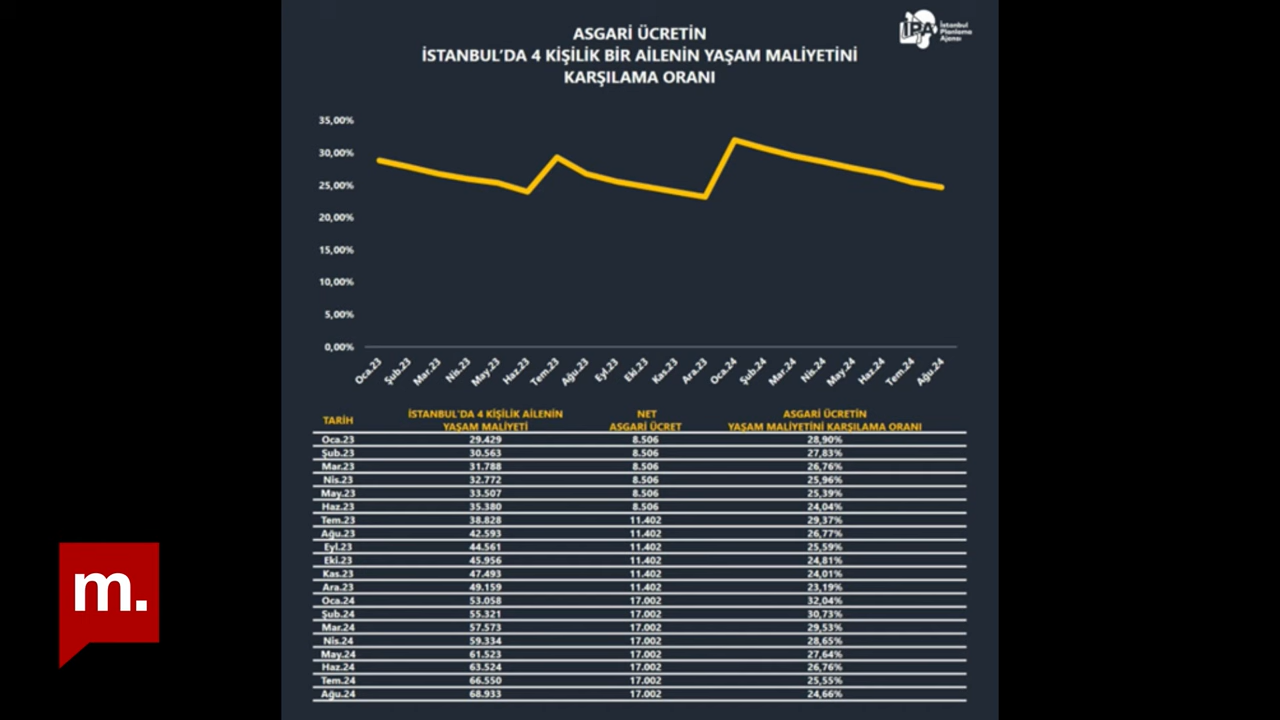 ASGARİ ÜCRETİN
İSTANBUL'DA 4 KİŞİLİK BİR AİLENİN YAŞAM MALİYETİNİ
KARŞILAMA ORANI
İPA
İstanbul
Planlama
Ajansı
35,00%
30,00%
25,00%
20,00%
15,00%
10,00%
5,00%
0,00%
Oca.23 Şub.23 Mar.23 Nis.23 May.23 Haz.23 Tem.23 Ağu.23 Eyl.23 Eki.23 Kas.23 Ara.23 Oca.24 Şub.24 Mar.24 Nis.24 May.24 Haz.24 Tem.24 Ağu.24
TARİH İSTANBUL'DA 4 KİŞİLİK AİLENİN YAŞAM MALİYETİ NET ASGARİ ÜCRET ASGARİ ÜCRETİN YAŞAM MALİYETİNİ KARŞILAMA ORANI
Oca.23 29.429 8.506 28,90%
Şub.23 30.563 8.506 27,83%
Mar.23 31.788 8.506 26,76%
Nis.23 32.772 8.506 25,96%
May.23 33.507 8.506 25,39%
Haz.23 35.380 8.506 24,04%
Tem.23 38.828 11.402 29,37%
Ağu.23 42.593 11.402 26,77%
Eyl.23 44.561 11.402 25,59%
Eki.23 45.956 11.402 24,81%
Kas.23 47.493 11.402 24,01%
Ara.23 49.159 11.402 23,19%
Oca.24 53.058 17.002 32,04%
Şub.24 55.321 17.002 30,73%
Mar.24 57.573 17.002 29,53%
Nis.24 59.334 17.002 28,65%
May.24 61.523 17.002 27,64%
Haz.24 63.524 17.002 26,76%
Tem.24 66.550 17.002 25,55%
Ağu.24 68.933 17.002 24,66%
m.